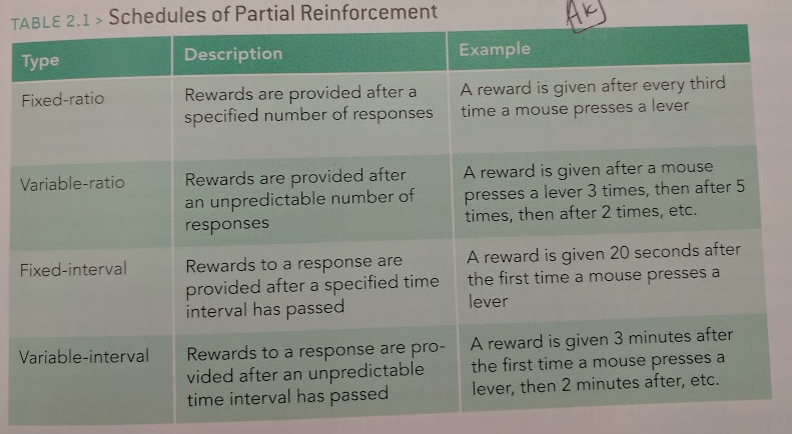 TABLE 2.1 > Schedules of Partial Reinforcement
AK
Type Description Example
Fixed-ratio
Rewards are provided after a
specified number of responses
A reward is given after every third
time a mouse presses a lever
Variable-ratio
Rewards are provided after
an unpredictable number of
responses
A reward is given after a mouse
presses a lever 3 times, then after 5
times, then after 2 times, etc.
Fixed-interval
Rewards to a response are
provided after a specified time
interval has passed
A reward is given 20 seconds after
the first time a mouse presses a
lever
Variable-interval
Rewards to a response are pro-
vided after an unpredictable
time interval has passed
A reward is given 3 minutes after
the first time a mouse presses a
lever, then 2 minutes after, etc.